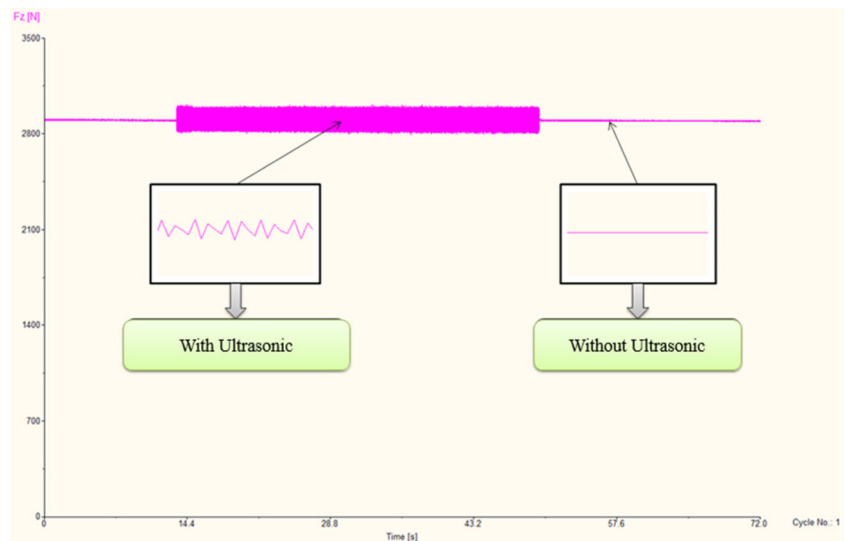 Fz [N]
3500
2800
2100
1400
700
0
With Ultrasonic
Without Ultrasonic
0
14.4
28.8
43.2
57.6
72.0
Cycle No.: 1
Time [s]